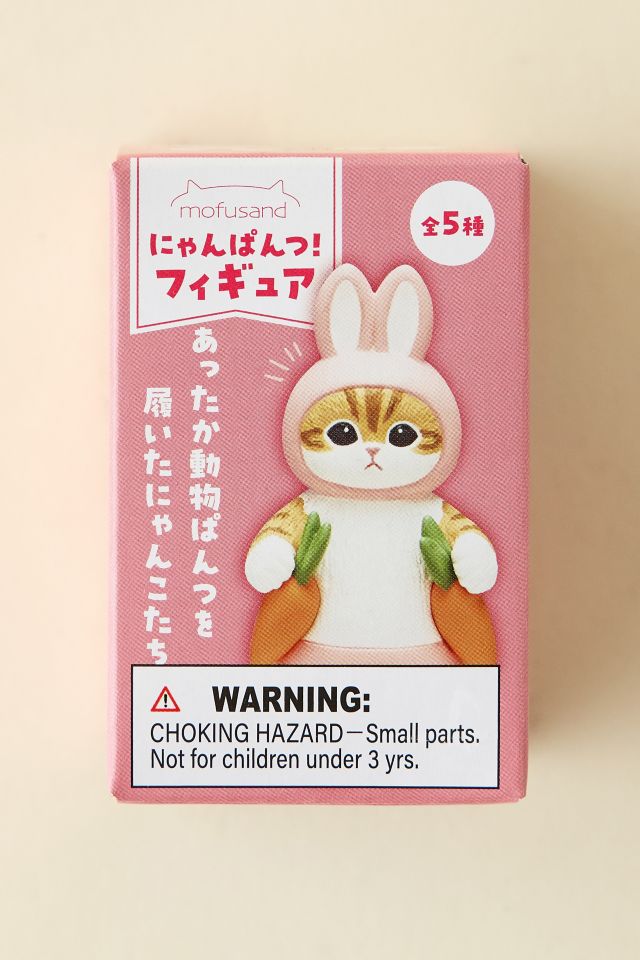 mofusand
にゃんぱんつ!
フィギュア
全5種
あったか動物ぱんつを
履いたにゃんこたち
WARNING:
CHOKING HAZARD—Small parts.
Not for children under 3 yrs.